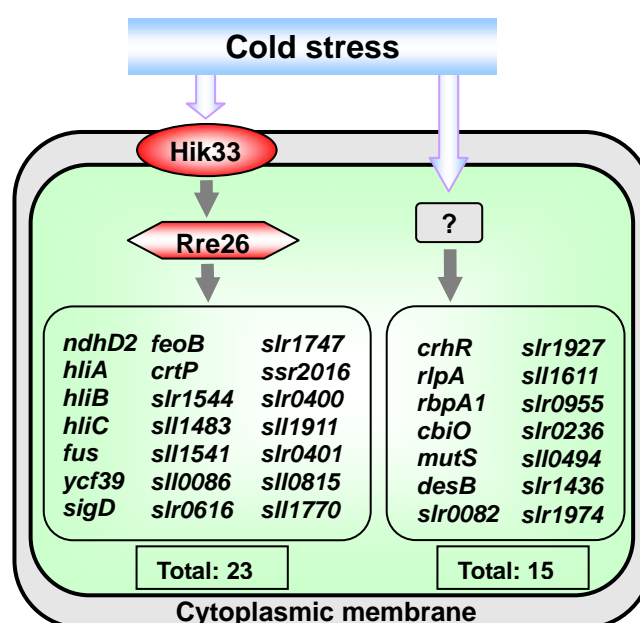 Cold stress
Hik33
?
Rre26
ndhD2 feoB slr1747
hliA crtP ssr2016
hliB slr1544 slr0400
hliC sll1483 sll1911
fus sll1541 slr0401
ycf39 sll0086 sll0815
sigD slr0616 sll1770
crhR slr1927
rlpA sll1611
rbpA1 slr0955
cbiO slr0236
mutS sll0494
desB slr1436
slr0082 slr1974
Total: 23
Total: 15
Cytoplasmic membrane